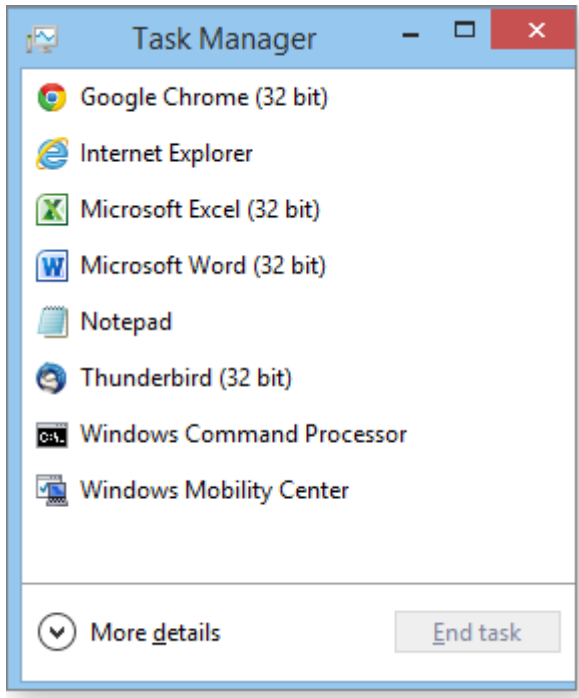 Task Manager
Google Chrome (32 bit)
Internet Explorer
Microsoft Excel (32 bit)
Microsoft Word (32 bit)
Notepad
Thunderbird (32 bit)
Windows Command Processor
Windows Mobility Center
More details
End task